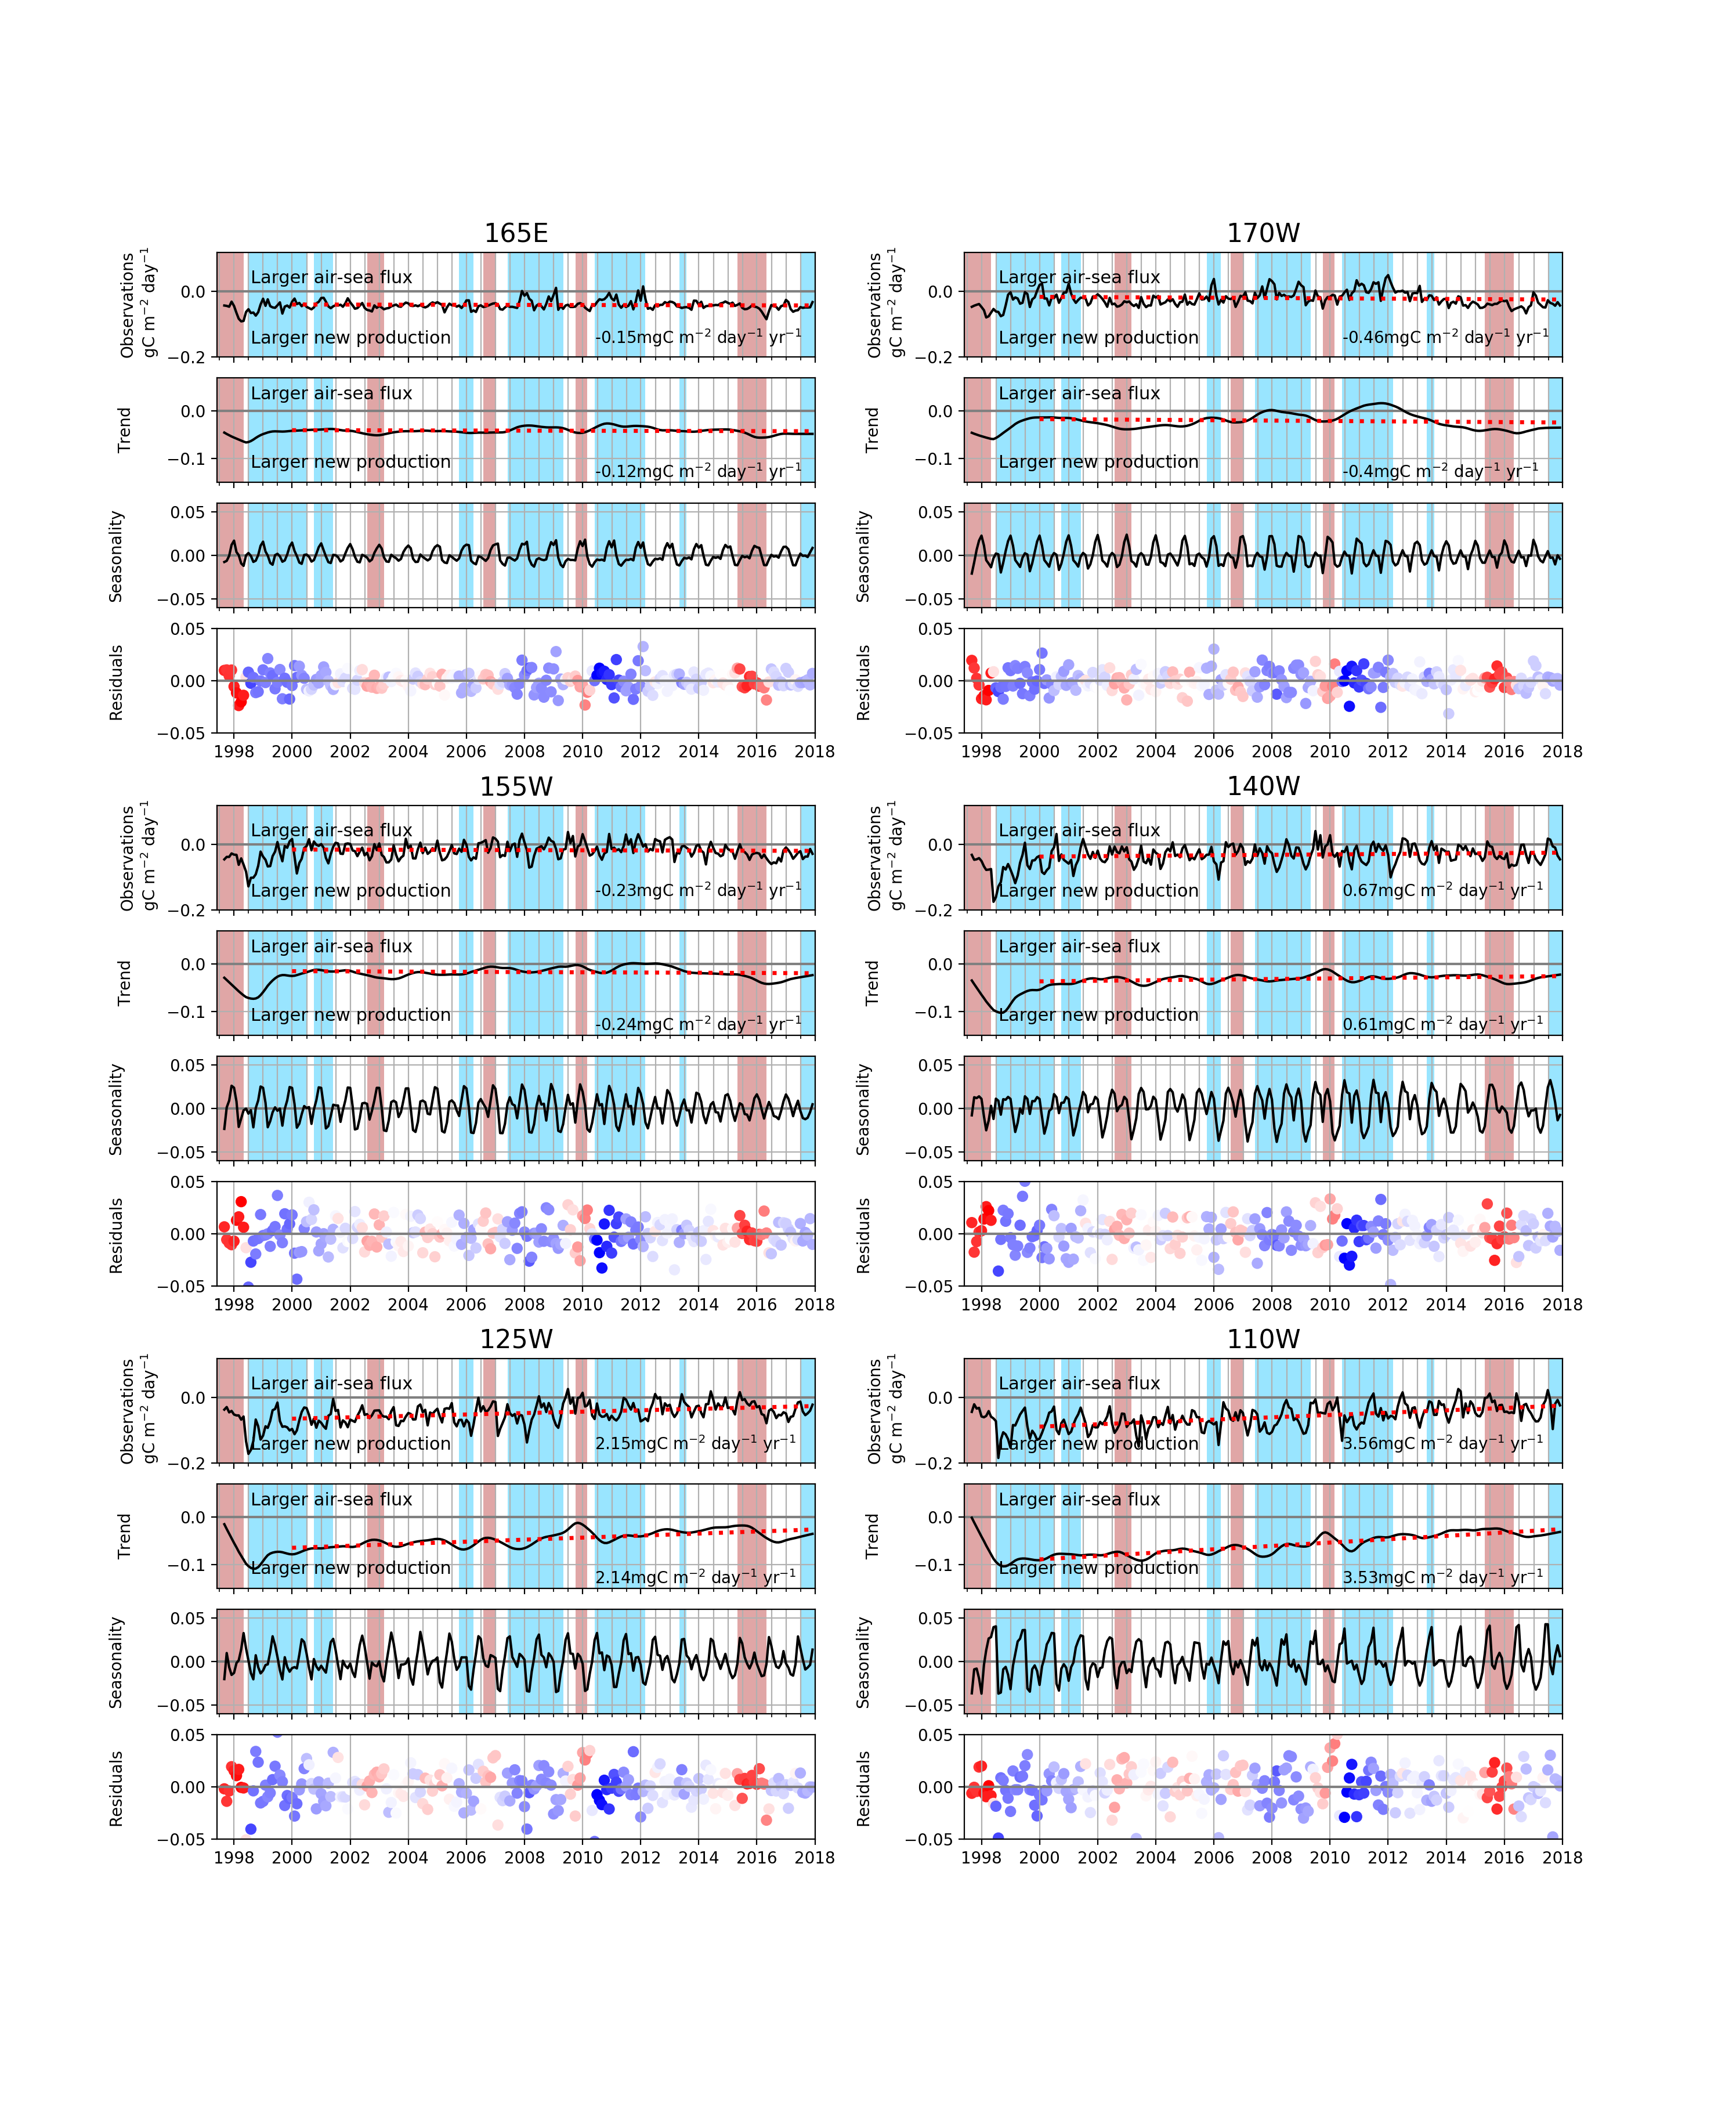 165E
Observations
gC m⁻² day⁻¹
0.0
−0.2
Larger air-sea flux
Larger new production
-0.15mgC m⁻² day⁻¹ yr⁻¹
Trend
0.0
−0.1
Larger air-sea flux
Larger new production
-0.12mgC m⁻² day⁻¹ yr⁻¹
Seasonality
0.05
0.00
−0.05
Residuals
0.05
0.00
−0.05
1998 2000 2002 2004 2006 2008 2010 2012 2014 2016 2018
170W
Observations
gC m⁻² day⁻¹
0.0
−0.2
Larger air-sea flux
Larger new production
-0.46mgC m⁻² day⁻¹ yr⁻¹
Trend
0.0
−0.1
Larger air-sea flux
Larger new production
-0.4mgC m⁻² day⁻¹ yr⁻¹
Seasonality
0.05
0.00
−0.05
Residuals
0.05
0.00
−0.05
1998 2000 2002 2004 2006 2008 2010 2012 2014 2016 2018
155W
Observations
gC m⁻² day⁻¹
0.0
−0.2
Larger air-sea flux
Larger new production
-0.23mgC m⁻² day⁻¹ yr⁻¹
Trend
0.0
−0.1
Larger air-sea flux
Larger new production
-0.24mgC m⁻² day⁻¹ yr⁻¹
Seasonality
0.05
0.00
−0.05
Residuals
0.05
0.00
−0.05
1998 2000 2002 2004 2006 2008 2010 2012 2014 2016 2018
140W
Observations
gC m⁻² day⁻¹
0.0
−0.2
Larger air-sea flux
Larger new production
0.67mgC m⁻² day⁻¹ yr⁻¹
Trend
0.0
−0.1
Larger air-sea flux
Larger new production
0.61mgC m⁻² day⁻¹ yr⁻¹
Seasonality
0.05
0.00
−0.05
Residuals
0.05
0.00
−0.05
1998 2000 2002 2004 2006 2008 2010 2012 2014 2016 2018
125W
Observations
gC m⁻² day⁻¹
0.0
−0.2
Larger air-sea flux
Larger new production
2.15mgC m⁻² day⁻¹ yr⁻¹
Trend
0.0
−0.1
Larger air-sea flux
Larger new production
2.14mgC m⁻² day⁻¹ yr⁻¹
Seasonality
0.05
0.00
−0.05
Residuals
0.05
0.00
−0.05
1998 2000 2002 2004 2006 2008 2010 2012 2014 2016 2018
110W
Observations
gC m⁻² day⁻¹
0.0
−0.2
Larger air-sea flux
Larger new production
3.56mgC m⁻² day⁻¹ yr⁻¹
Trend
0.0
−0.1
Larger air-sea flux
Larger new production
3.53mgC m⁻² day⁻¹ yr⁻¹
Seasonality
0.05
0.00
−0.05
Residuals
0.05
0.00
−0.05
1998 2000 2002 2004 2006 2008 2010 2012 2014 2016 2018